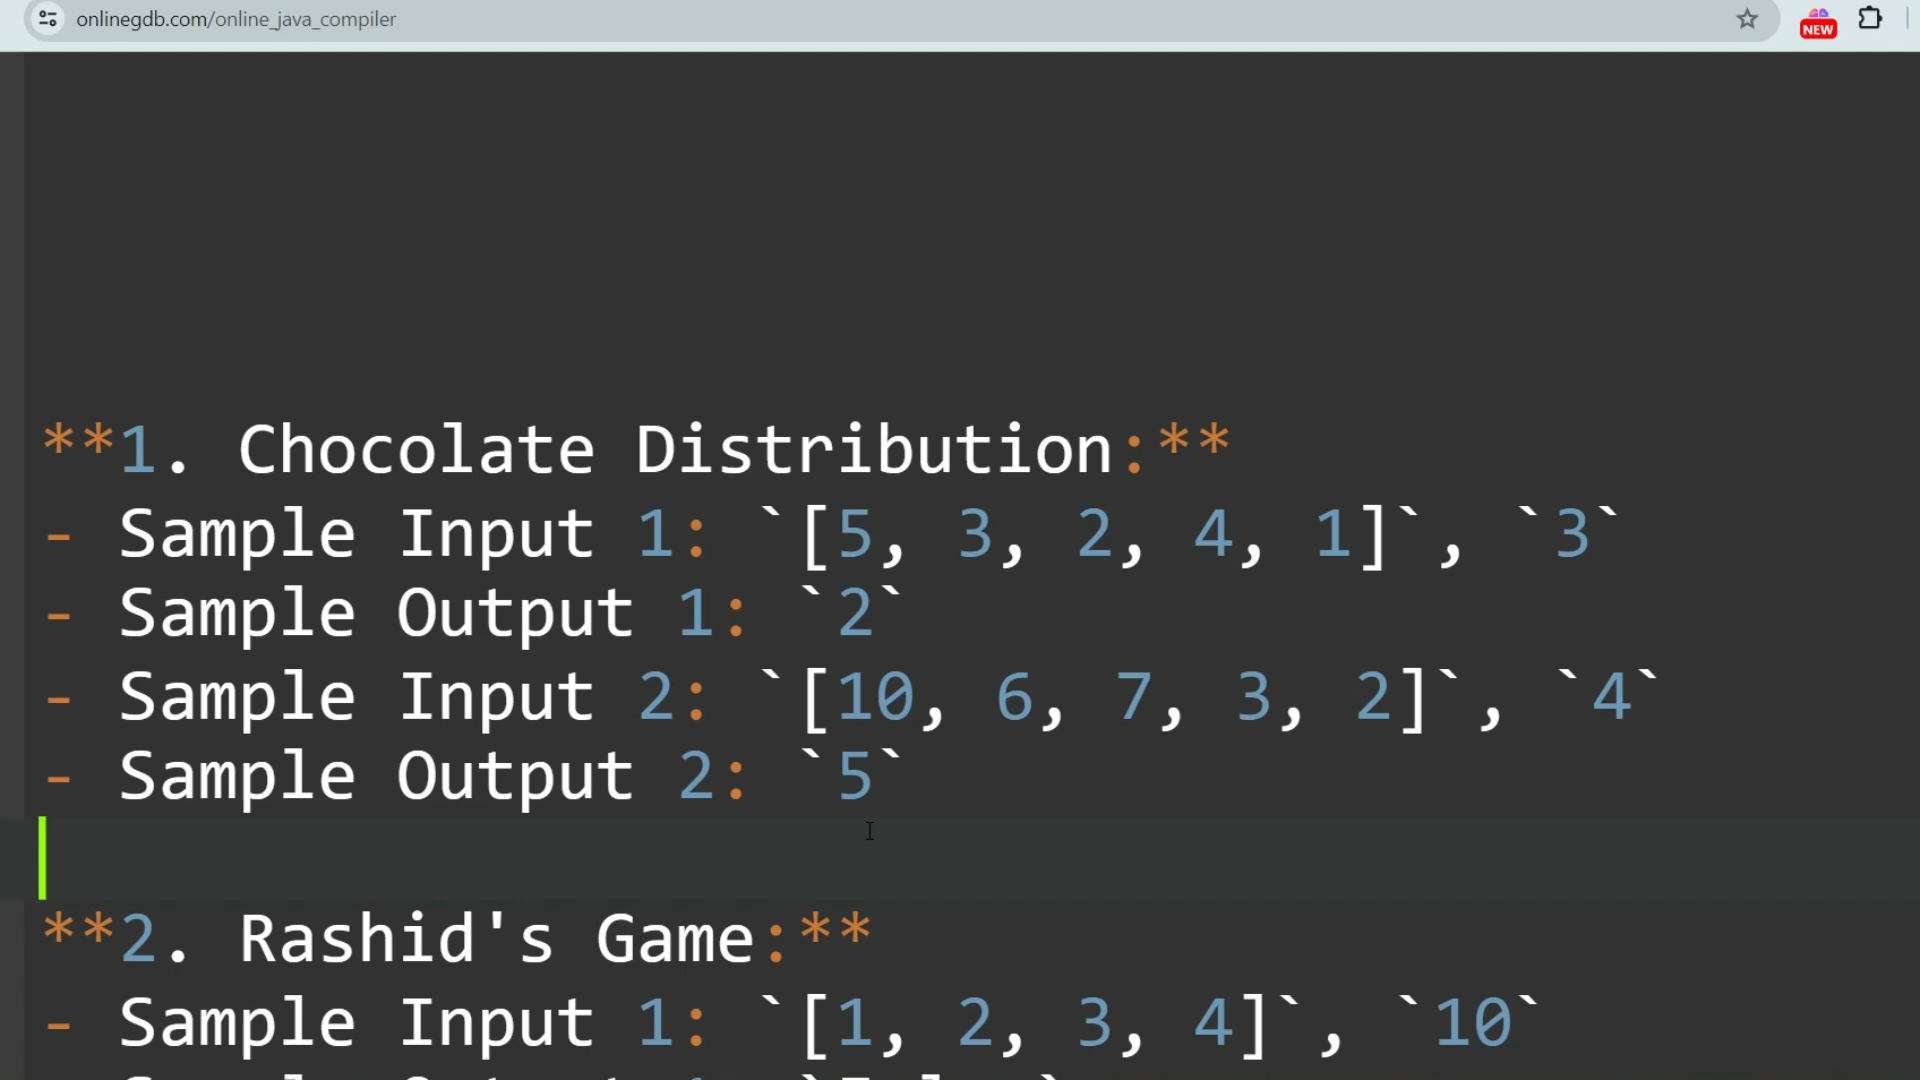 onlinegdb.com/online_java_compiler
NEW
**1. Chocolate Distribution:**
- Sample Input 1: `[5, 3, 2, 4, 1]`, `3`
- Sample Output 1: `2`
- Sample Input 2: `[10, 6, 7, 3, 2]`, `4`
- Sample Output 2: `5`
**2. Rashid's Game:**
- Sample Input 1: `[1, 2, 3, 4]`, `10`